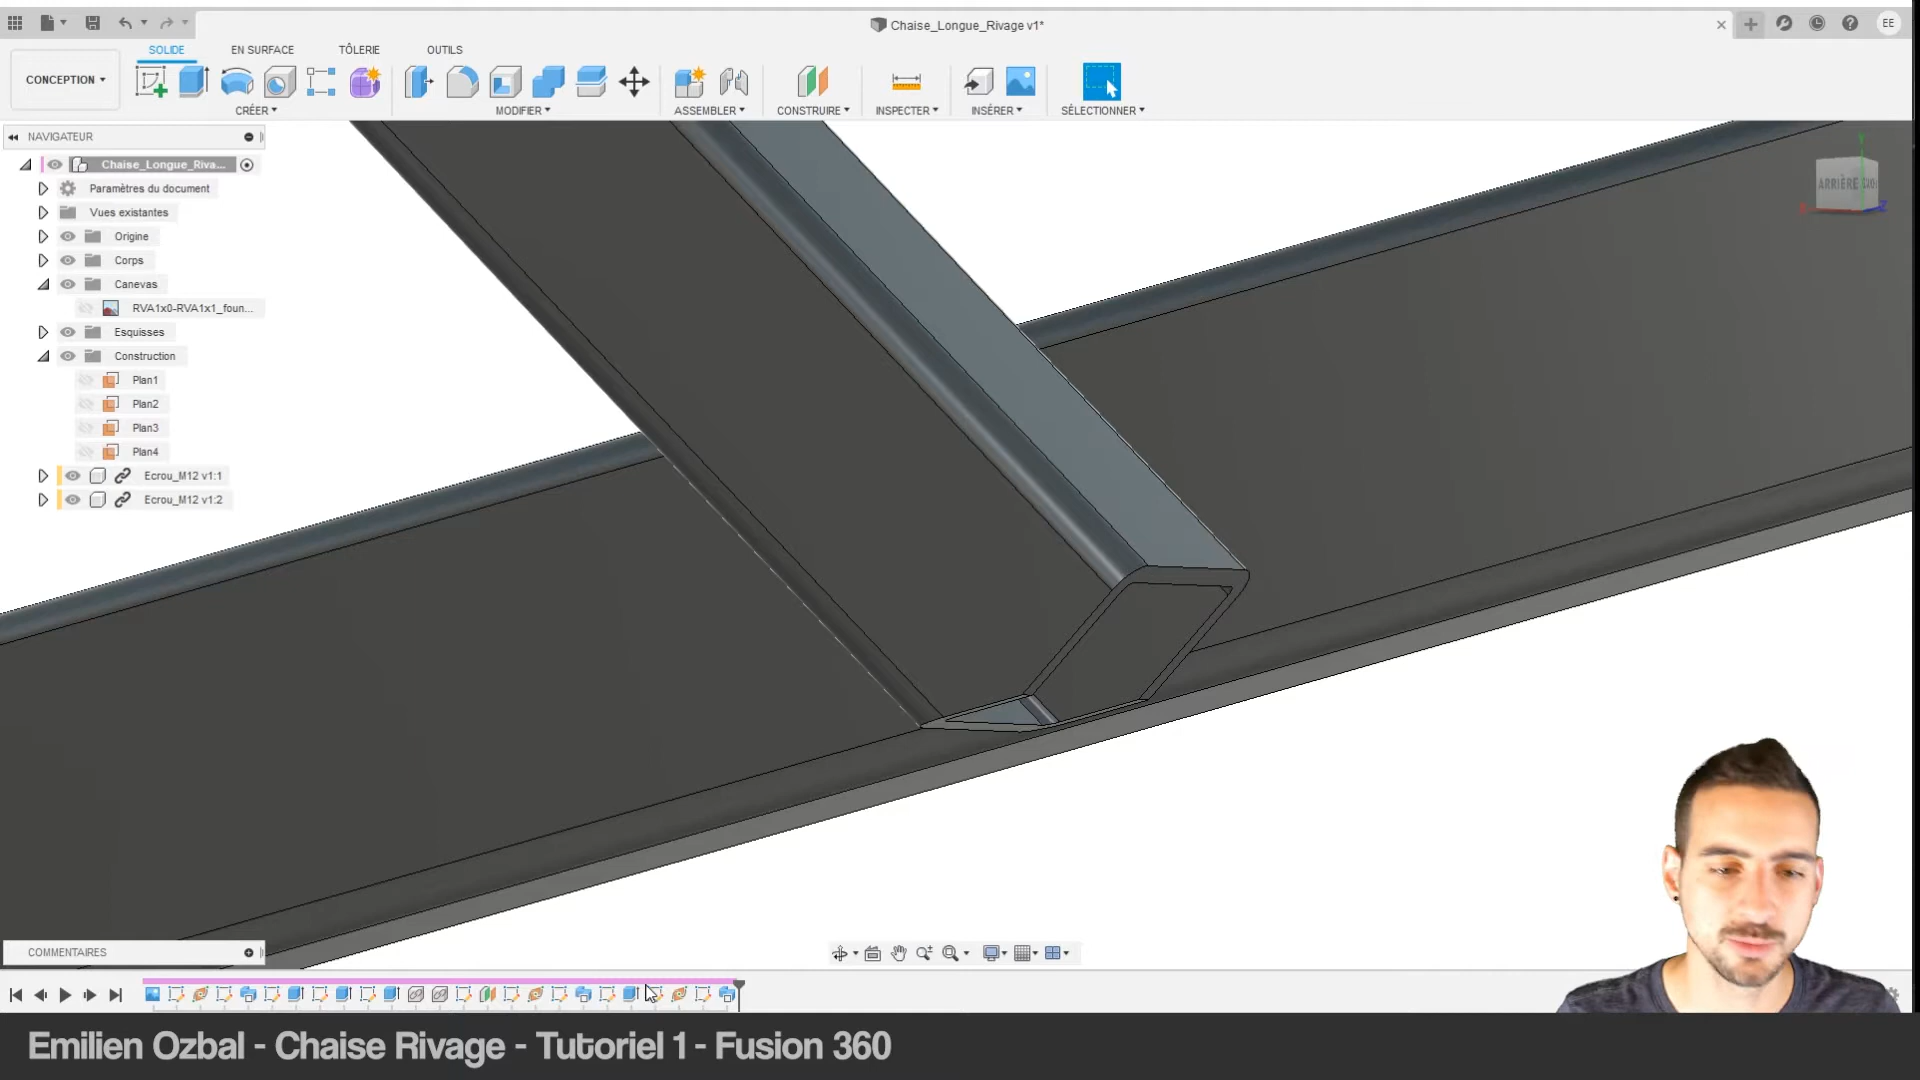 Chaise_Longue_Rivage v1*
EE
CONCEPTION
SOLIDE
EN SURFACE
TÔLERIE
OUTILS
CRÉER
MODIFIER
ASSEMBLER
CONSTRUIRE
INSPECTER
INSÉRER
SÉLECTIONNER
NAVIGATEUR
Chaise_Longue_Riva...
Paramètres du document
Vues existantes
Origine
Corps
Canevas
RVA1x0-RVA1x1_foun...
Esquisses
Construction
Plan1
Plan2
Plan3
Plan4
Ecrou_M12 v1:1
Ecrou_M12 v1:2
ARRIÈRE
COMMENTAIRES
Emilien Ozbal - Chaise Rivage - Tutoriel 1 - Fusion 360